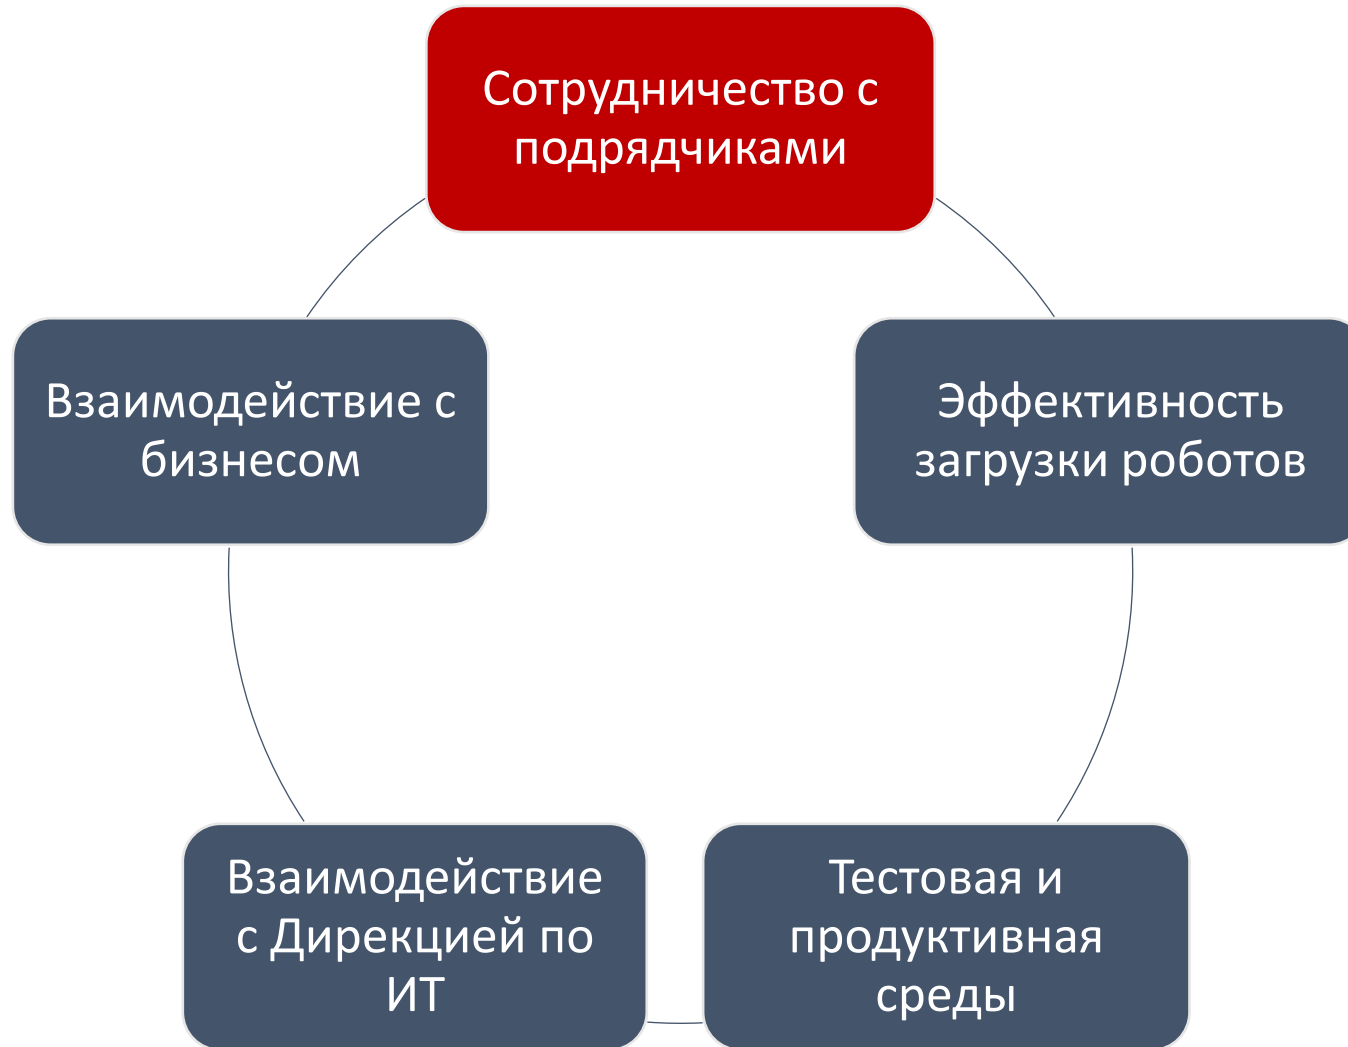 Сотрудничество с
подрядчиками
Взаимодействие с
бизнесом
Эффективность
загрузки роботов
Взаимодействие
с Дирекцией по
ИТ
Тестовая и
продуктивная
среды